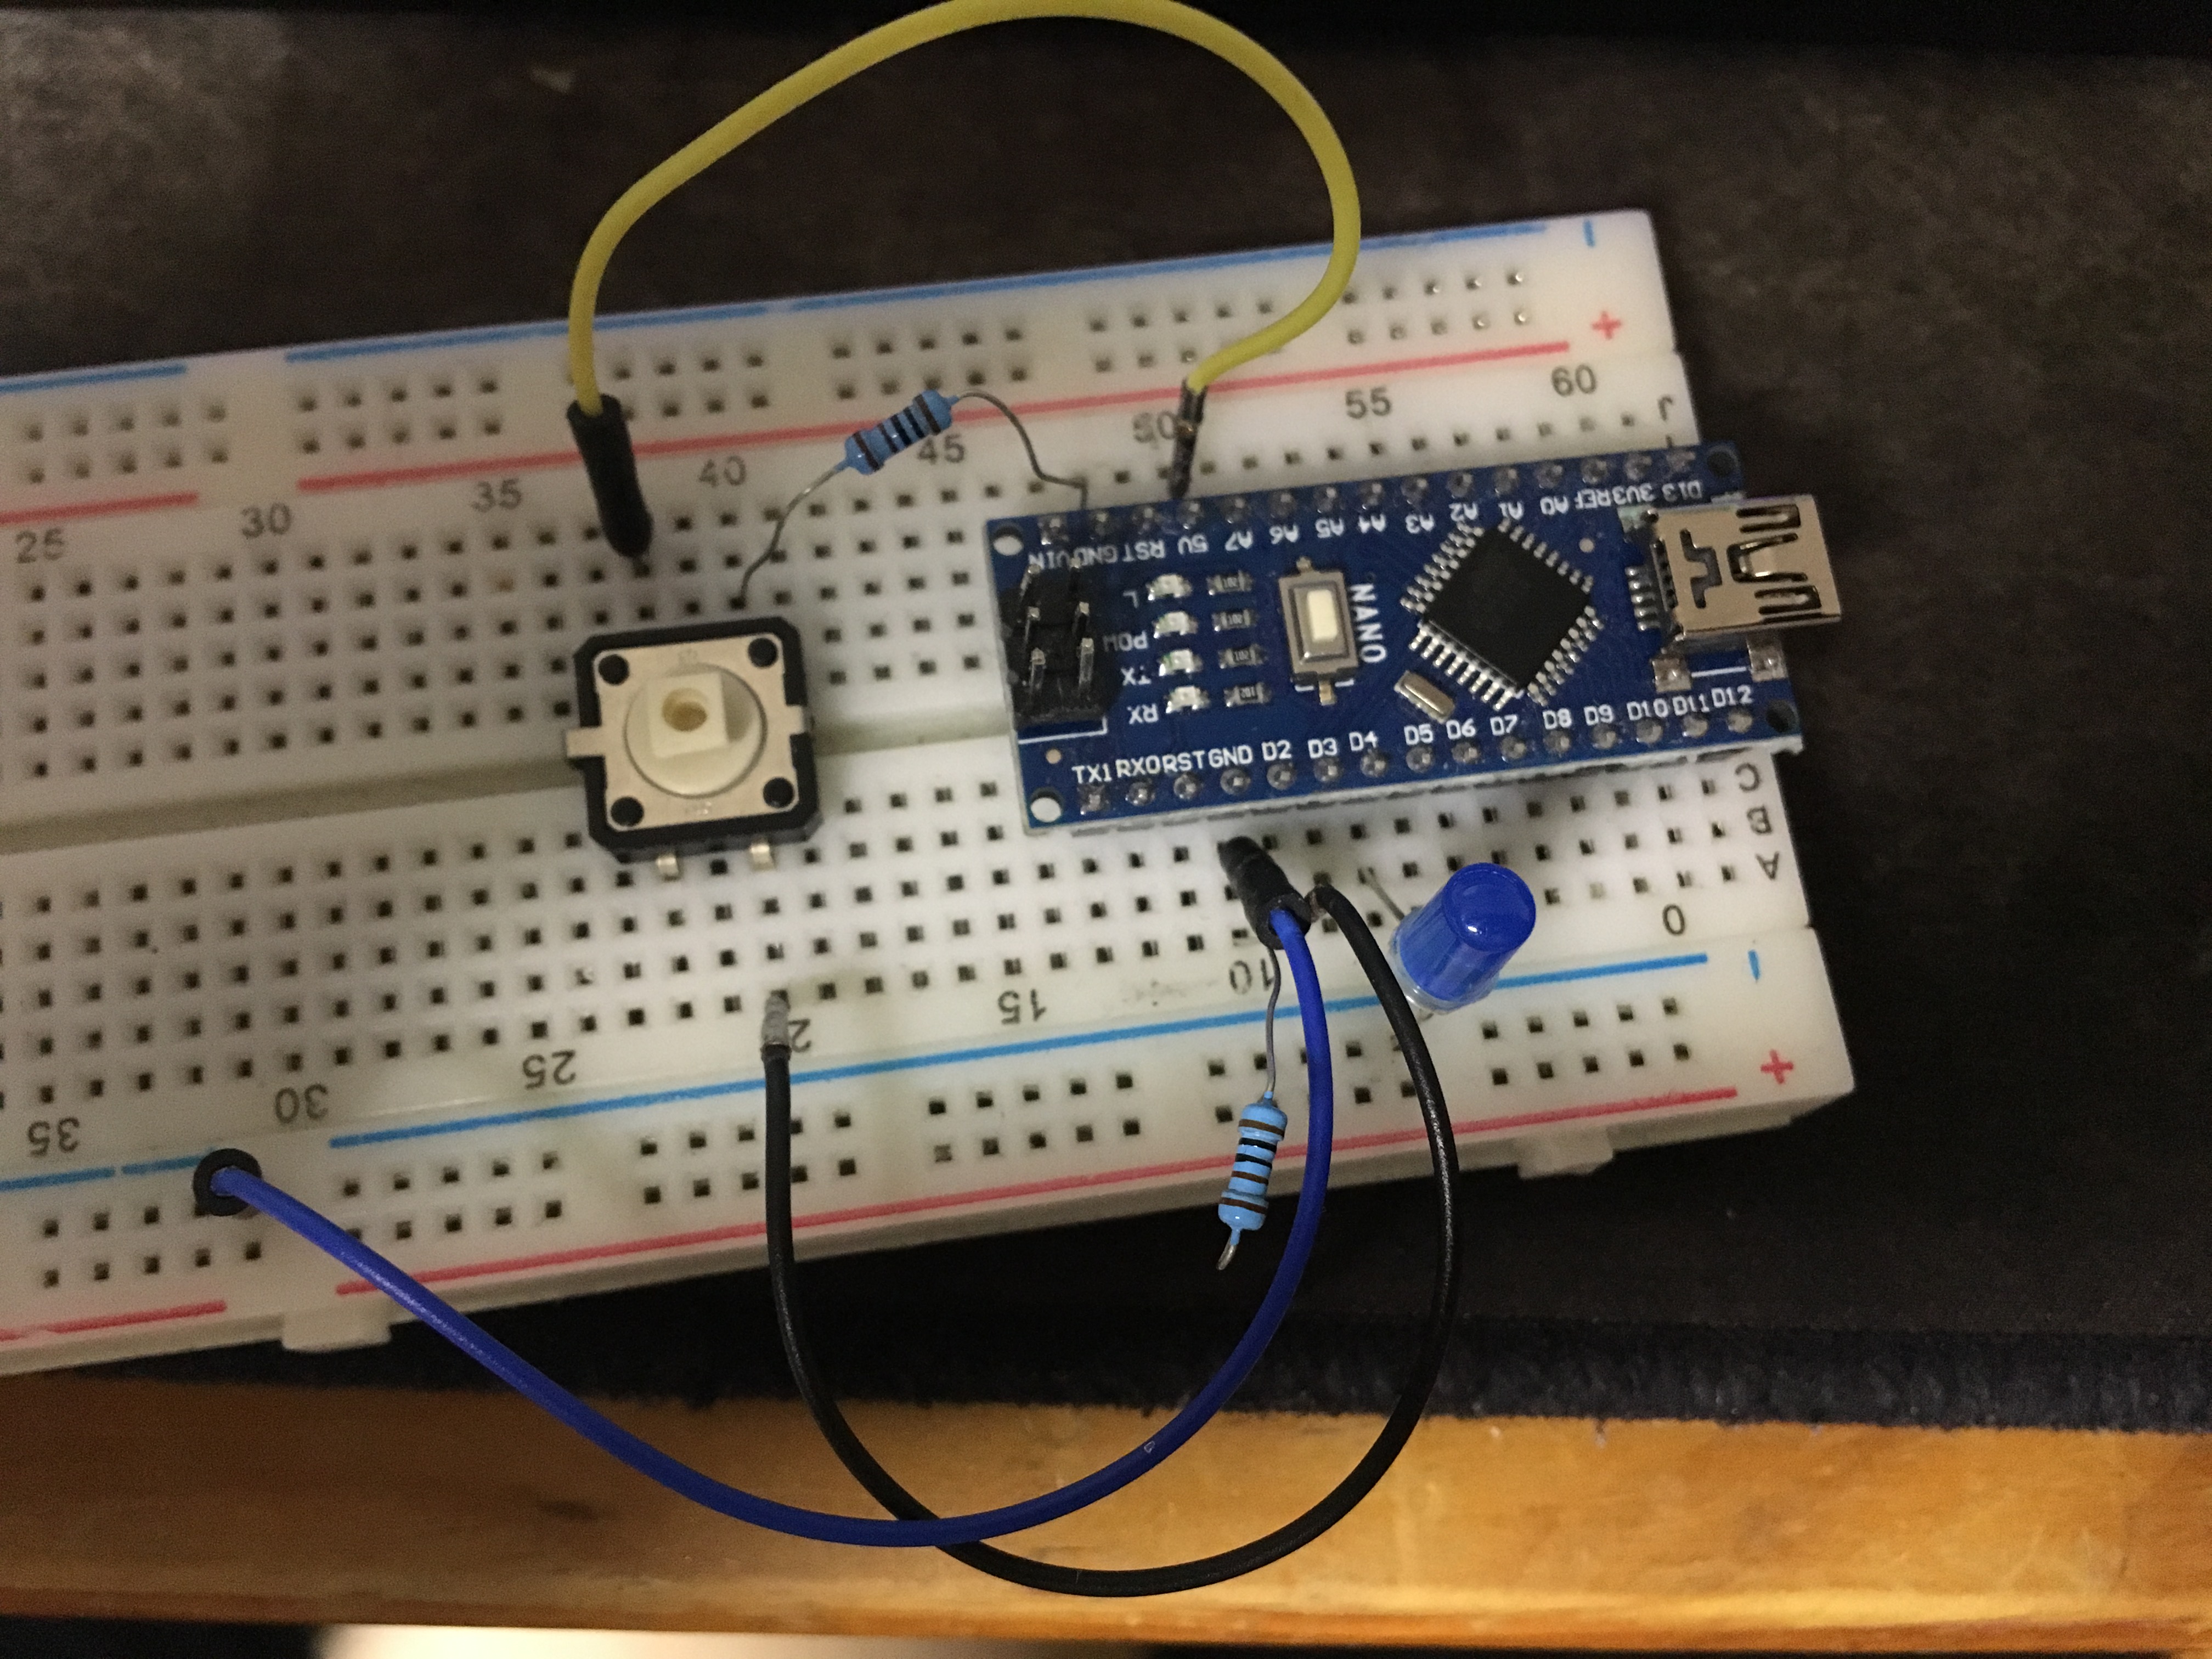 35
30
25
2
15
10
0
A
B
C
+
-
25
30
35
40
45
50
55
60
J
+
-
TX1
RX0
RST
GND
D2
D3
D4
D5
D6
D7
D8
D9
D10
D11
D12
RX
TX
POW
L
NANO
VIN
GND
RST
5V
A7
A6
A5
A4
A3
A2
A1
A0
REF
3V3
D13